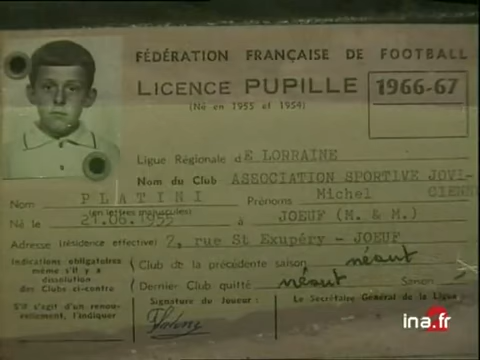 FÉDÉRATION FRANÇAISE DE FOOTBALL
LICENCE PUPILLE
1966-67
(Né en 1955 et 1954)
Ligue Régionale dE LORRAINE
Nom du Club ASSOCIATION SPORTIVE JOVI-
CIENNE
Nom PLATINI
Prénoms Michel
(en lettres majuscules)
Né le 21.06.1955 à JOEUF (M. & M.)
Adresse (résidence effective) 2, rue St Exupéry - JOEUF
Indications obligatoires
même s'il y a
dissolution
des Clubs ci-contre
Club de la précédente saison néant
Dernier Club quitté néant Saison
S'il s'agit d'un renou-
vellement, l'indiquer
Signature du Joueur :
Le Secrétaire Général de la Ligue
ina.fr